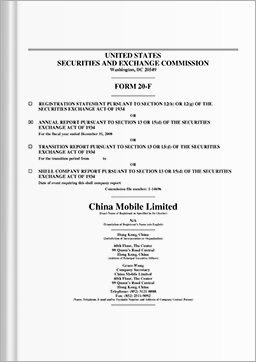 UNITED STATES
SECURITIES AND EXCHANGE COMMISSION
Washington, DC 20549
FORM 20-F
REGISTRATION STATEMENT PURSUANT TO SECTION 12(b) OR 12(g) OF THE
SECURITIES EXCHANGE ACT OF 1934
OR
ANNUAL REPORT PURSUANT TO SECTION 13 OR 15(d) OF THE SECURITIES
EXCHANGE ACT OF 1934
For the fiscal year ended December 31, 2008
OR
TRANSITION REPORT PURSUANT TO SECTION 13 OR 15(d) OF THE SECURITIES
EXCHANGE ACT OF 1934
For the transition period from to
OR
SHELL COMPANY REPORT PURSUANT TO SECTION 13 OR 15(d) OF THE SECURITIES
EXCHANGE ACT OF 1934
Date of event requiring this shell company report
Commission file number: 1-14696
China Mobile Limited
(Exact Name of Registrant as Specified in Its Charter)
N/A
(Translation of Registrant's Name into English)
Hong Kong, China
(Jurisdiction of Incorporation or Organization)
60th Floor, The Center
99 Queen's Road Central
Hong Kong, China
(Address of Principal Executive Offices)
Grace Wong
Company Secretary
China Mobile Limited
60th Floor, The Center
99 Queen's Road Central
Hong Kong, China
Telephone: (852) 3121-8888
Fax: (852) 2511-9092
(Name, Telephone, E-mail and/or Facsimile Number and Address of Company Contact Person)